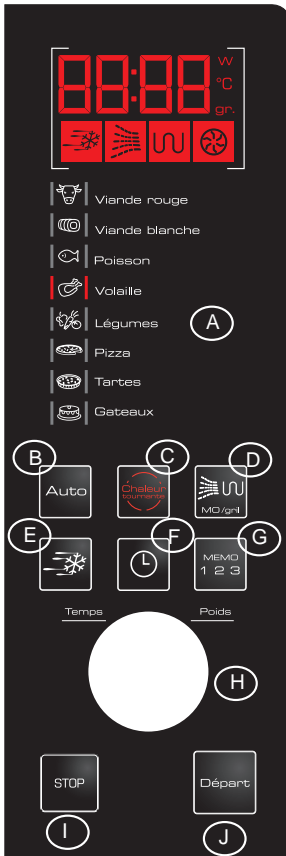 88:88 W
°C
gr.
Viande rouge
Viande blanche
Poisson
Volaille
Légumes
A
Pizza
Tartes
Gateaux
B C D
Auto
Chaleur
tournante
MO/gril
E F G
MEMO
1 2 3
Temps Poids
H
STOP Départ
I J